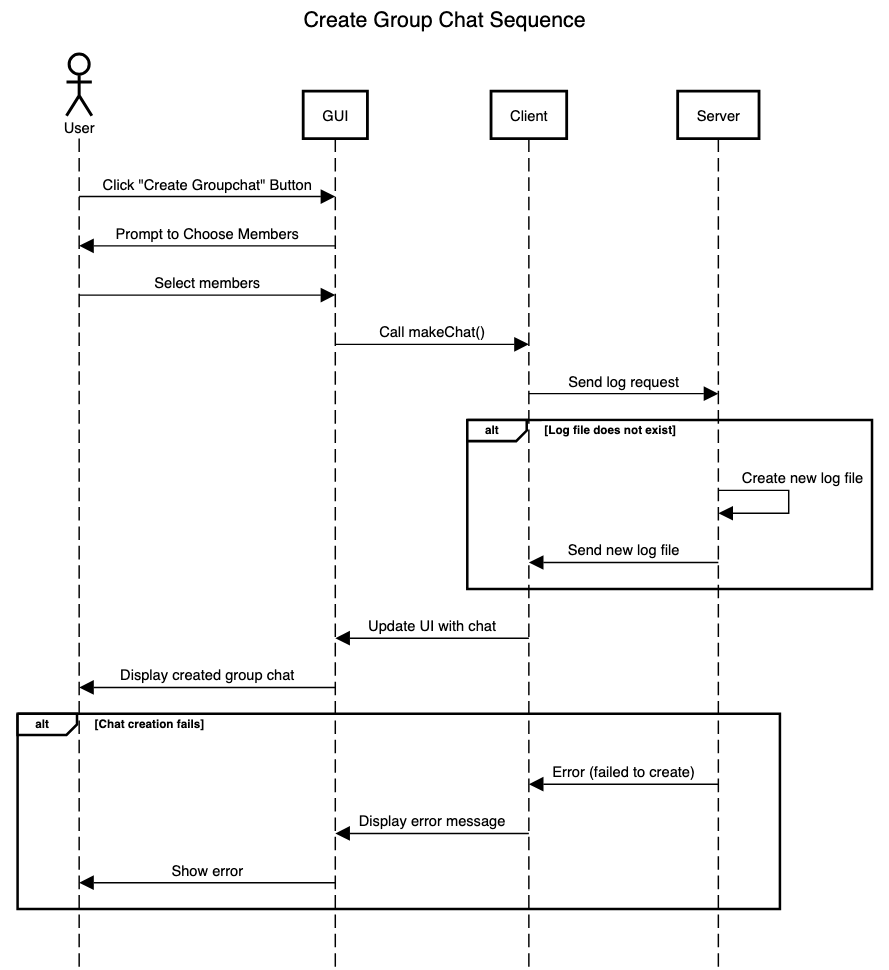 Create Group Chat Sequence
User
GUI
Client
Server
Click "Create Groupchat" Button
Prompt to Choose Members
Select members
Call makeChat()
Send log request
alt
[Log file does not exist]
Create new log file
Send new log file
Update UI with chat
Display created group chat
alt
[Chat creation fails]
Error (failed to create)
Display error message
Show error